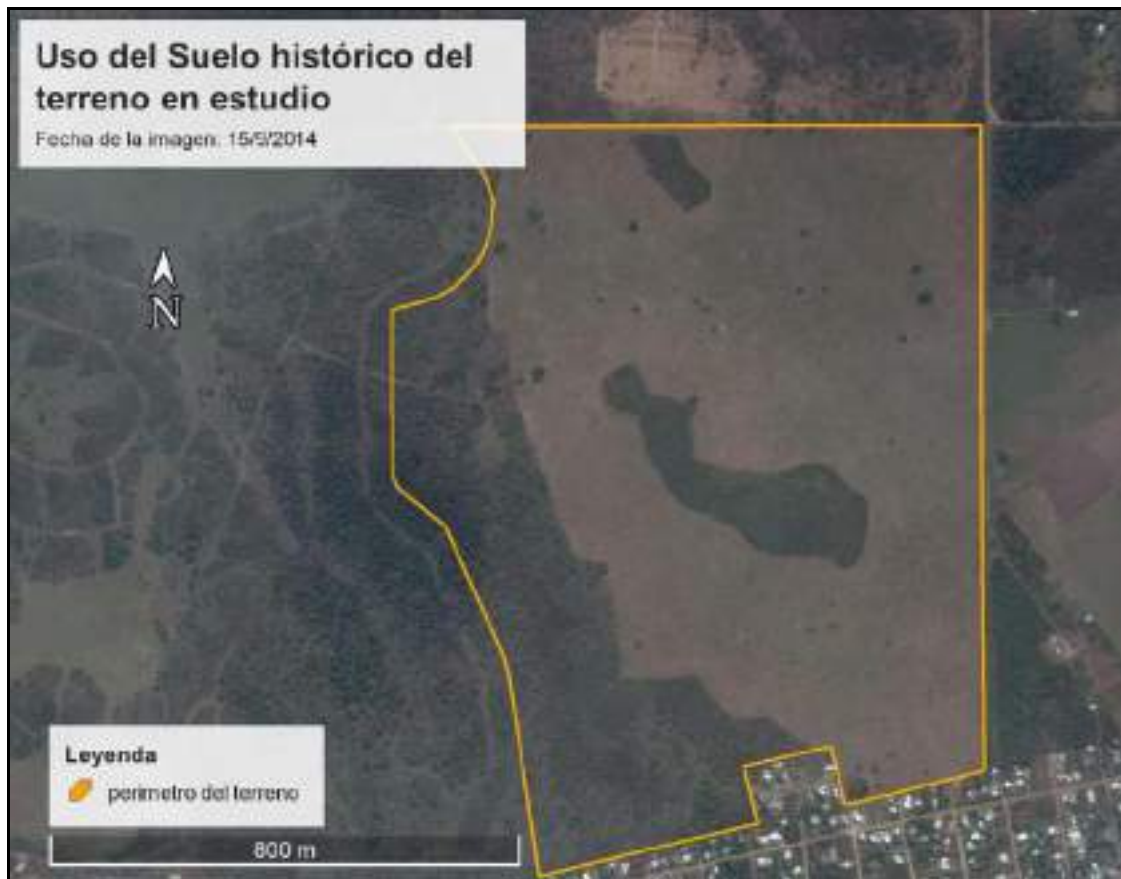 Uso del Suelo histórico del
terreno en estudio
Fecha de la imagen: 15/5/2014
N
Leyenda
perimetro del terreno
800 m